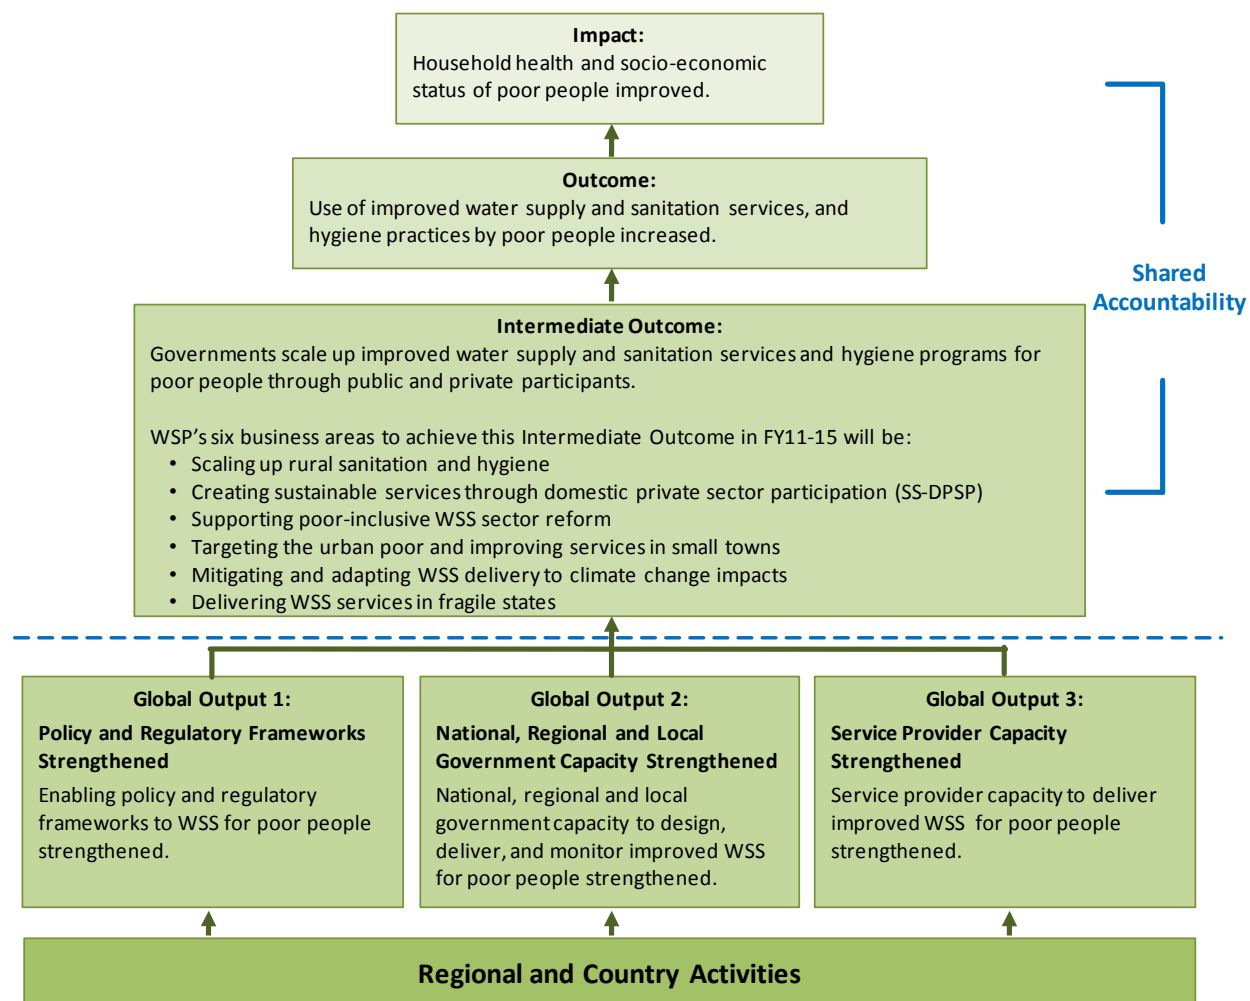 Impact:
Household health and socio-economic
status of poor people improved.
Outcome:
Use of improved water supply and sanitation services, and
hygiene practices by poor people increased.
Shared
Accountability
Intermediate Outcome:
Governments scale up improved water supply and sanitation services and hygiene programs for
poor people through public and private participants.
WSP's six business areas to achieve this Intermediate Outcome in FY11-15 will be:
• Scaling up rural sanitation and hygiene
• Creating sustainable services through domestic private sector participation (SS-DPSP)
• Supporting poor-inclusive WSS sector reform
• Targeting the urban poor and improving services in small towns
• Mitigating and adapting WSS delivery to climate change impacts
• Delivering WSS services in fragile states
Global Output 1:
Policy and Regulatory Frameworks
Strengthened
Enabling policy and regulatory
frameworks to WSS for poor people
strengthened.
Global Output 2:
National, Regional and Local
Government Capacity Strengthened
National, regional and local
government capacity to design,
deliver, and monitor improved WSS
for poor people strengthened.
Global Output 3:
Service Provider Capacity
Strengthened
Service provider capacity to deliver
improved WSS for poor people
strengthened.
Regional and Country Activities